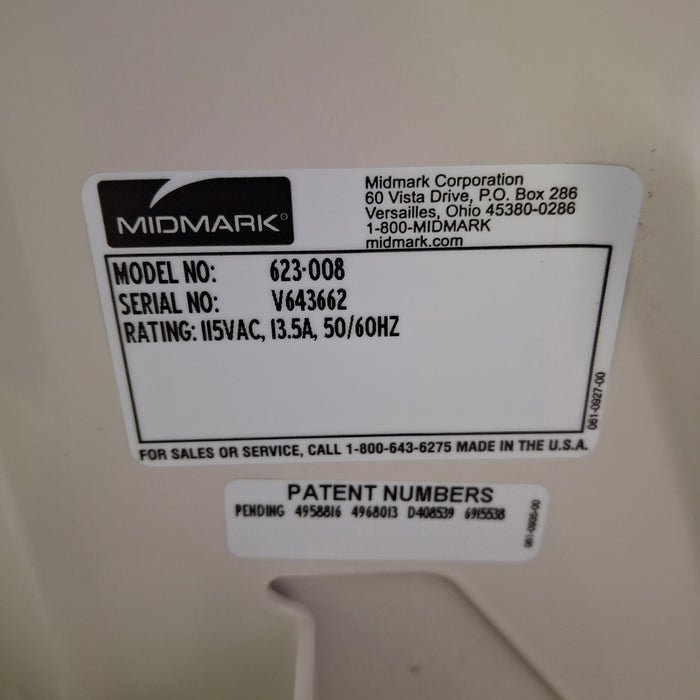 MIDMARK
Midmark Corporation
60 Vista Drive, P.O. Box 286
Versailles, Ohio 45380-0286
1-800-MIDMARK
midmark.com
MODEL NO: 623-008
SERIAL NO: V643662
RATING: 115VAC, 13.5A, 50/60HZ
061-0927-00
FOR SALES OR SERVICE, CALL 1-800-643-6275 MADE IN THE U.S.A.
PATENT NUMBERS
PENDING 4958816 4968013 D408539 6915538